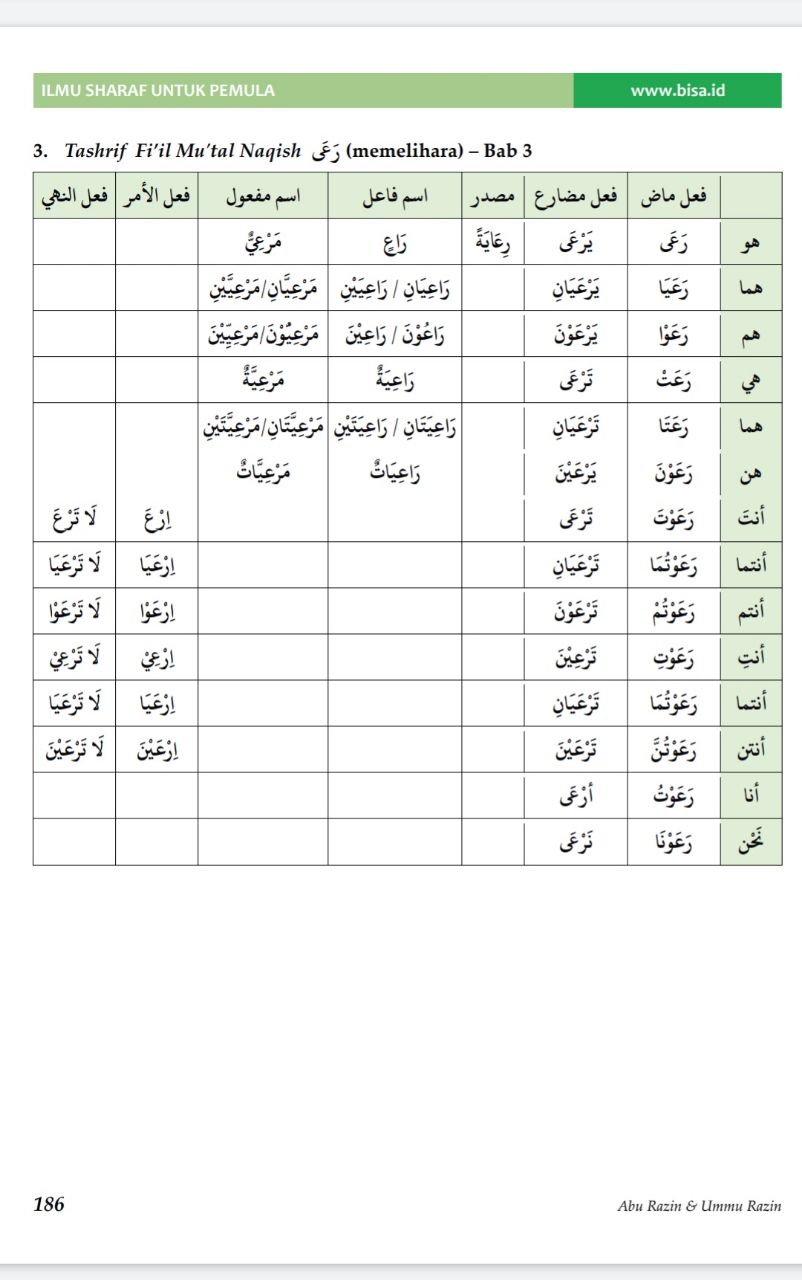 ILMU SHARAF UNTUK PEMULA www.bisa.id
3. Tashrif Fi'il Mu'tal Naqish رَعَى (memelihara) – Bab 3
فعل ماض فعل مضارع مصدر اسم فاعل اسم مفعول فعل الأمر فعل النهي
هو رَعَى يَرْعَى رِعَايَةً رَاعٍ مَرْعِيٌّ
هما رَعَيَا يَرْعَيَانِ رَاعِيَانِ / رَاعِيَيْنِ مَرْعِيَّانِ/مَرْعِيَّيْنِ
هم رَعَوْا يَرْعَوْنَ رَاعُوْنَ / رَاعِيْنَ مَرْعِيُّوْنَ/مَرْعِيِّيْنَ
هي رَعَتْ تَرْعَى رَاعِيَةٌ مَرْعِيَّةٌ
هما رَعَتَا تَرْعَيَانِ رَاعِيَتَانِ / رَاعِيَتَيْنِ مَرْعِيَّتَانِ/مَرْعِيَّتَيْنِ
هن رَعَوْنَ يَرْعَيْنَ رَاعِيَاتٌ مَرْعِيَّاتٌ
أنتَ رَعَوْتَ تَرْعَى اِرْعَ لَا تَرْعَ
أنتما رَعَوْتُمَا تَرْعَيَانِ اِرْعَيَا لَا تَرْعَيَا
أنتم رَعَوْتُمْ تَرْعَوْنَ اِرْعَوْا لَا تَرْعَوْا
أنتِ رَعَوْتِ تَرْعِيْنَ اِرْعِيْ لَا تَرْعِيْ
أنتما رَعَوْتُمَا تَرْعَيَانِ اِرْعَيَا لَا تَرْعَيَا
أنتن رَعَوْتُنَّ تَرْعَيْنَ اِرْعَيْنَ لَا تَرْعَيْنَ
أنا رَعَوْتُ أرْعَى
نَحْن رَعَوْنَا نَرْعَى
186 Abu Razin & Ummu Razin